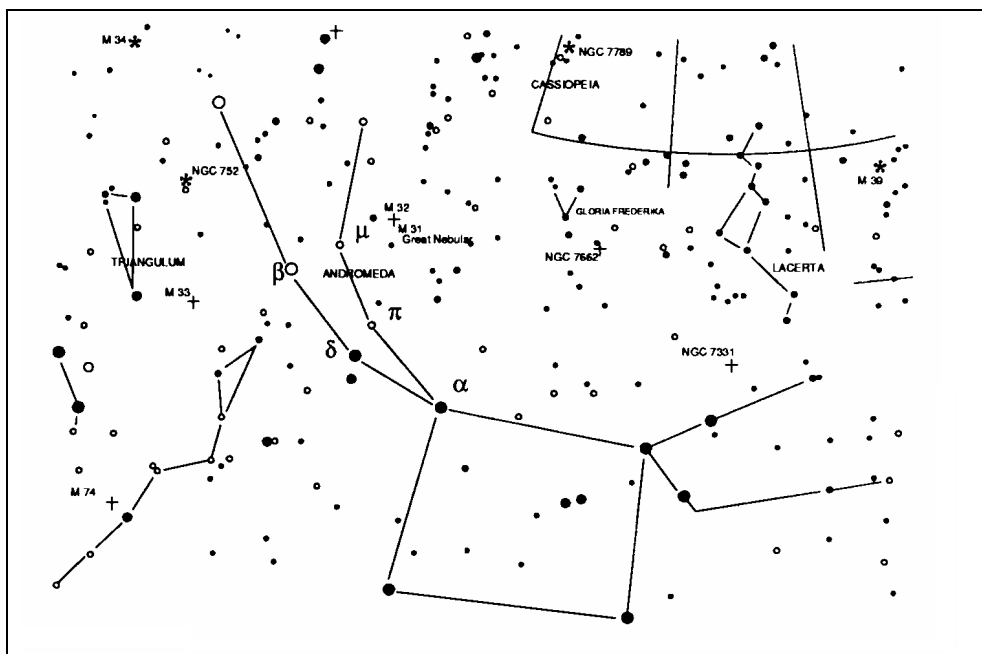 M 34
NGC 7789
CASSIOPEIA
NGC 752
M 39
M 32
M 31
Great Nebular
μ
GLORIA FREDERIKA
TRIANGULUM
β
ANDROMEDA
NGC 7662
LACERTA
M 33
π
δ
NGC 7331
α
M 74